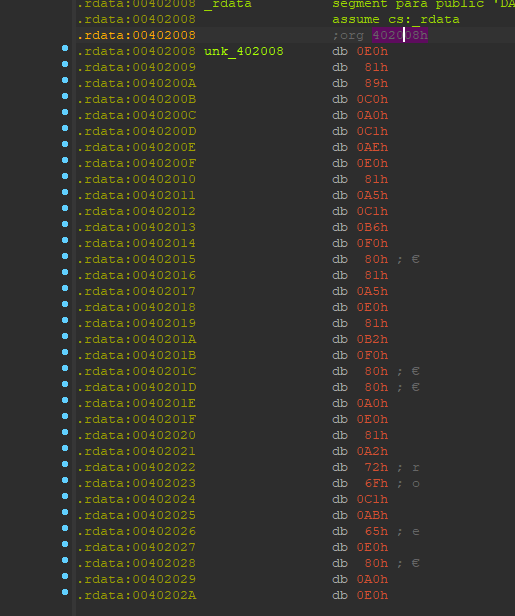 .rdata:00402008 _rdata segment para public 'DA
.rdata:00402008 assume cs:_rdata
.rdata:00402008 ;org 402008h
.rdata:00402008 unk_402008 db 0E0h
.rdata:00402009 db 81h
.rdata:0040200A db 89h
.rdata:0040200B db 0C0h
.rdata:0040200C db 0A0h
.rdata:0040200D db 0C1h
.rdata:0040200E db 0AEh
.rdata:0040200F db 0E0h
.rdata:00402010 db 81h
.rdata:00402011 db 0A5h
.rdata:00402012 db 0C1h
.rdata:00402013 db 0B6h
.rdata:00402014 db 0F0h
.rdata:00402015 db 80h ; €
.rdata:00402016 db 81h
.rdata:00402017 db 0A5h
.rdata:00402018 db 0E0h
.rdata:00402019 db 81h
.rdata:0040201A db 0B2h
.rdata:0040201B db 0F0h
.rdata:0040201C db 80h ; €
.rdata:0040201D db 80h ; €
.rdata:0040201E db 0A0h
.rdata:0040201F db 0E0h
.rdata:00402020 db 81h
.rdata:00402021 db 0A2h
.rdata:00402022 db 72h ; r
.rdata:00402023 db 6Fh ; o
.rdata:00402024 db 0C1h
.rdata:00402025 db 0ABh
.rdata:00402026 db 65h ; e
.rdata:00402027 db 0E0h
.rdata:00402028 db 80h ; €
.rdata:00402029 db 0A0h
.rdata:0040202A db 0E0h